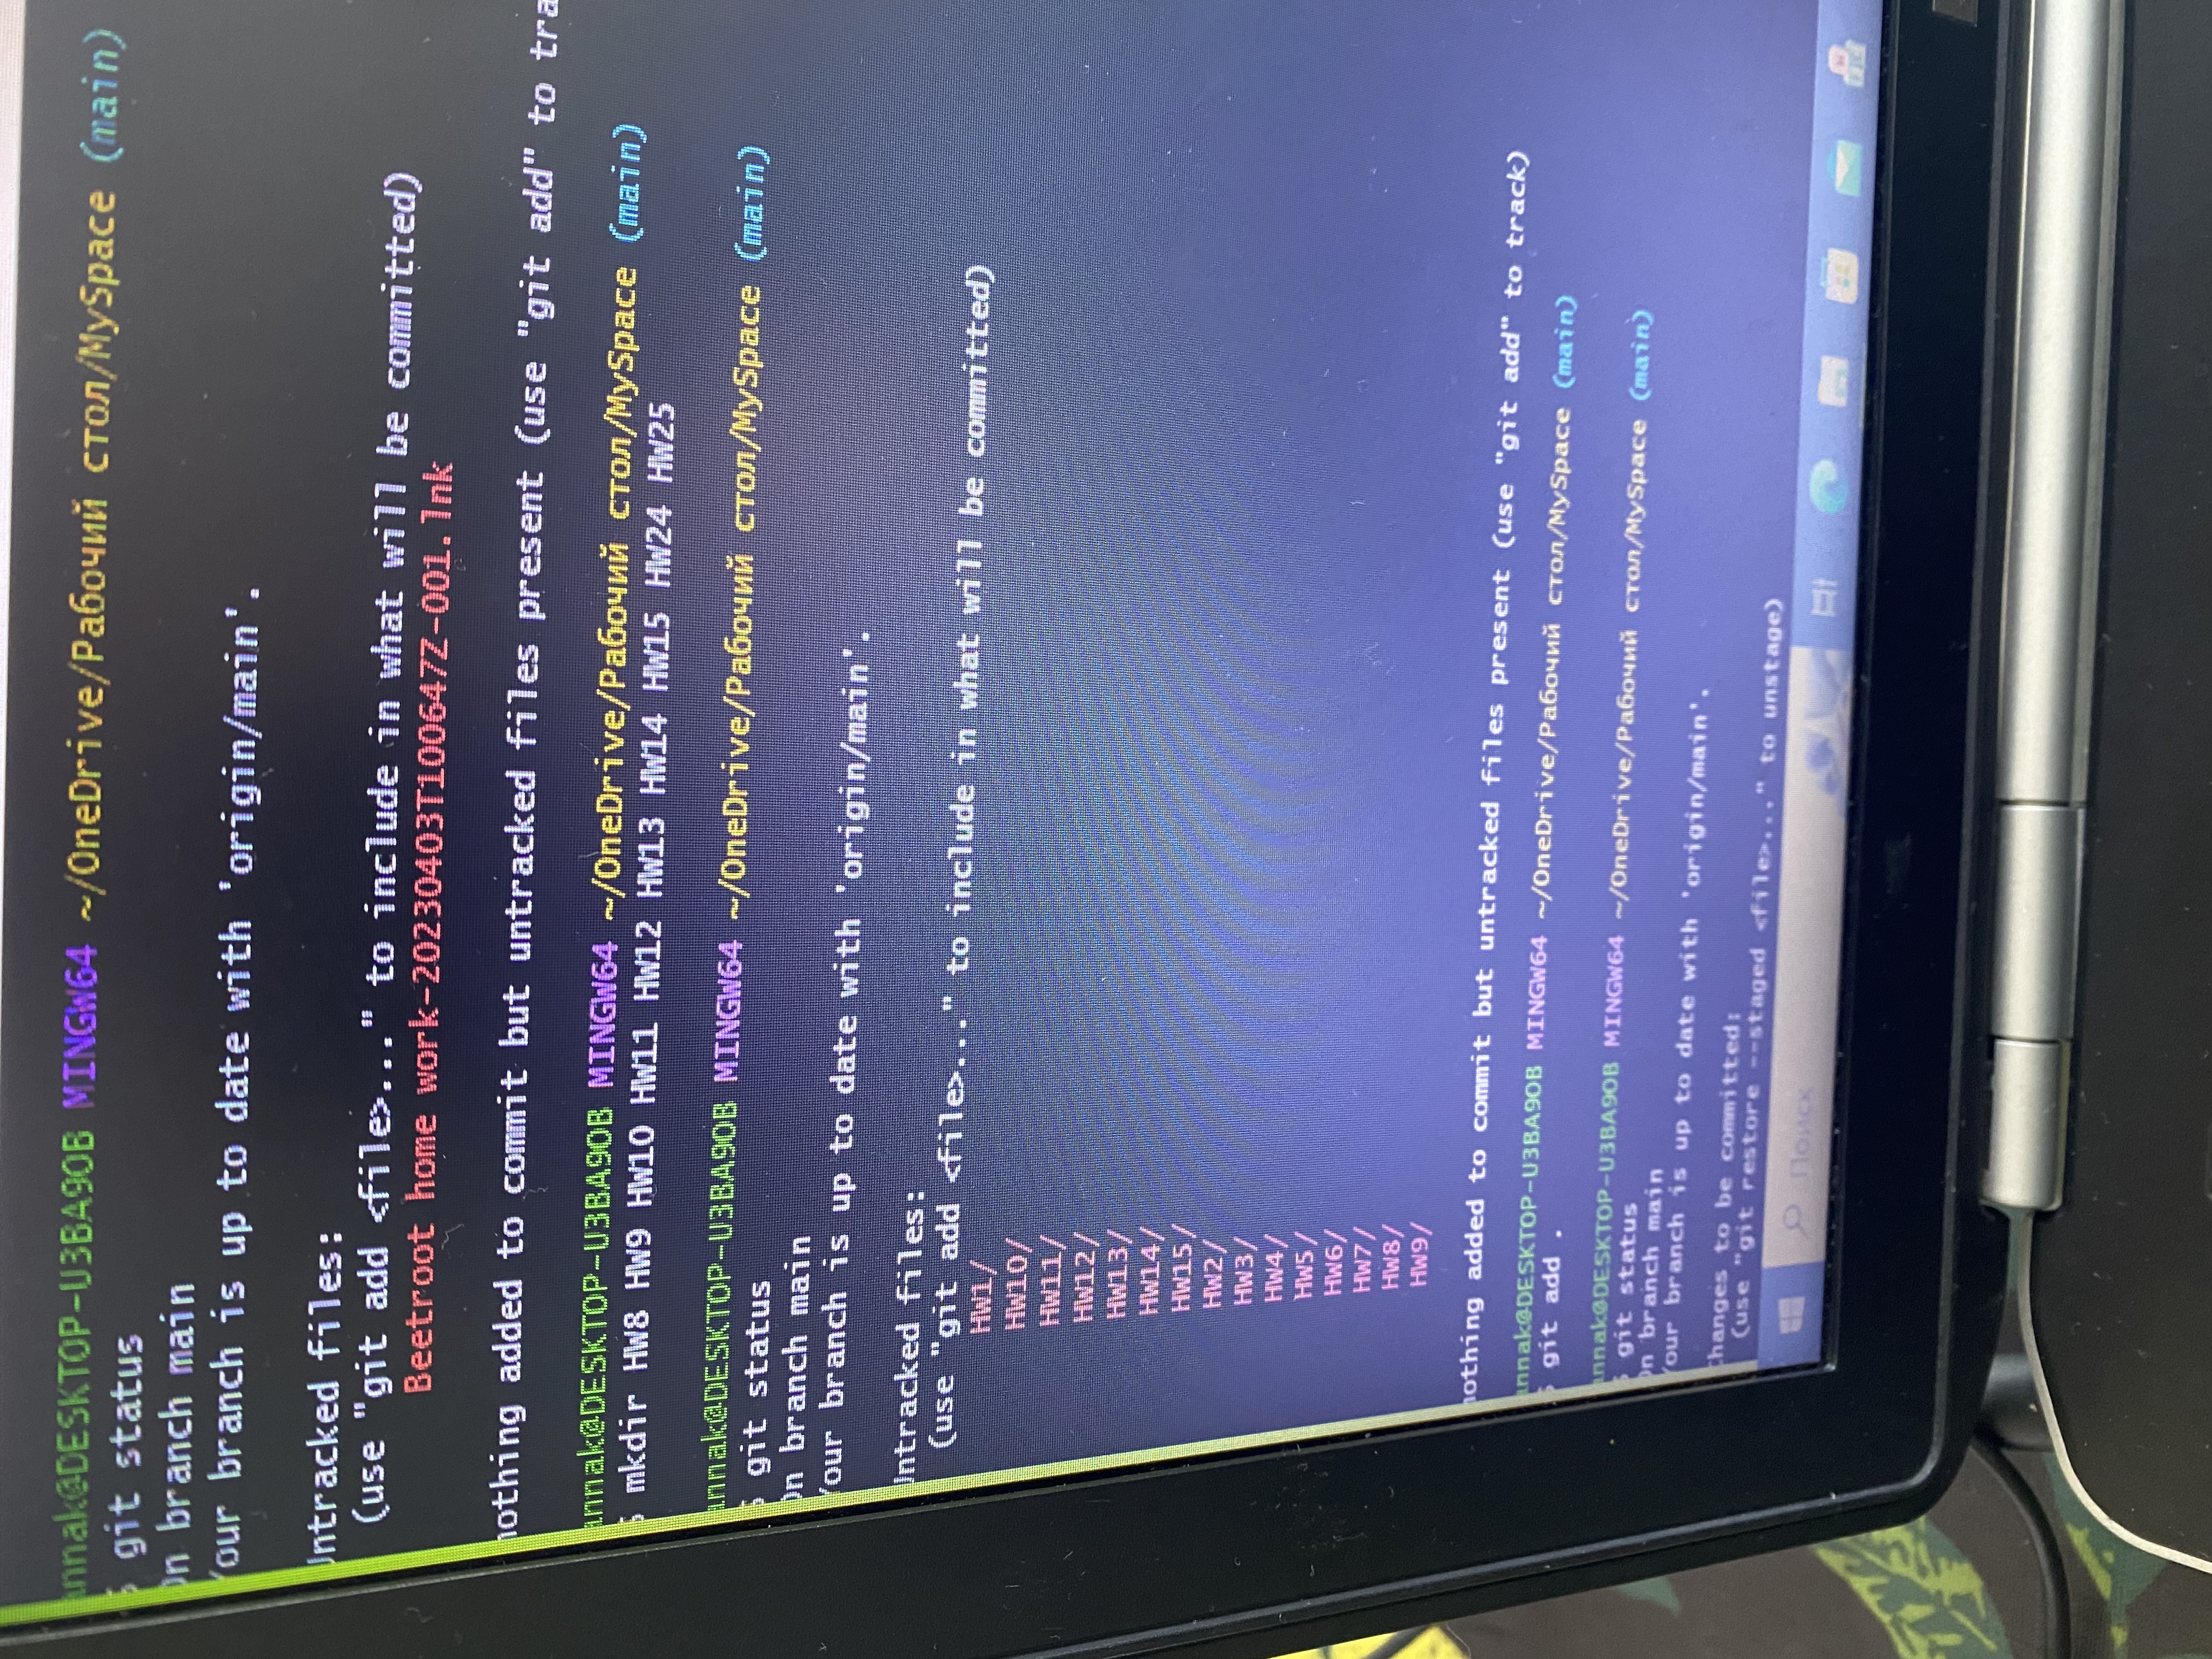 annak@DESKTOP-U3BA9OB MINGW64 ~/OneDrive/Рабочий стол/MySpace (main)
$ git status
On branch main
Your branch is up to date with 'origin/main'.
Untracked files:
(use "git add <file>..." to include in what will be committed)
Beetroot home work-20230403T100647Z-001.lnk
nothing added to commit but untracked files present (use "git add" to tra
annak@DESKTOP-U3BA9OB MINGW64 ~/OneDrive/Рабочий стол/MySpace (main)
$ mkdir HW8 HW9 HW10 HW11 HW12 HW13 HW14 HW15 HW24 HW25
annak@DESKTOP-U3BA9OB MINGW64 ~/OneDrive/Рабочий стол/MySpace (main)
$ git status
On branch main
Your branch is up to date with 'origin/main'.
Untracked files:
(use "git add <file>..." to include in what will be committed)
HW1/
HW10/
HW11/
HW12/
HW13/
HW14/
HW15/
HW2/
HW3/
HW4/
HW5/
HW6/
HW7/
HW8/
HW9/
nothing added to commit but untracked files present (use "git add" to track)
annak@DESKTOP-U3BA9OB MINGW64 ~/OneDrive/Рабочий стол/MySpace (main)
$ git add .
annak@DESKTOP-U3BA9OB MINGW64 ~/OneDrive/Рабочий стол/MySpace (main)
$ git status
On branch main
Your branch is up to date with 'origin/main'.
Changes to be committed:
(use "git restore --staged <file>..." to unstage)
Поиск